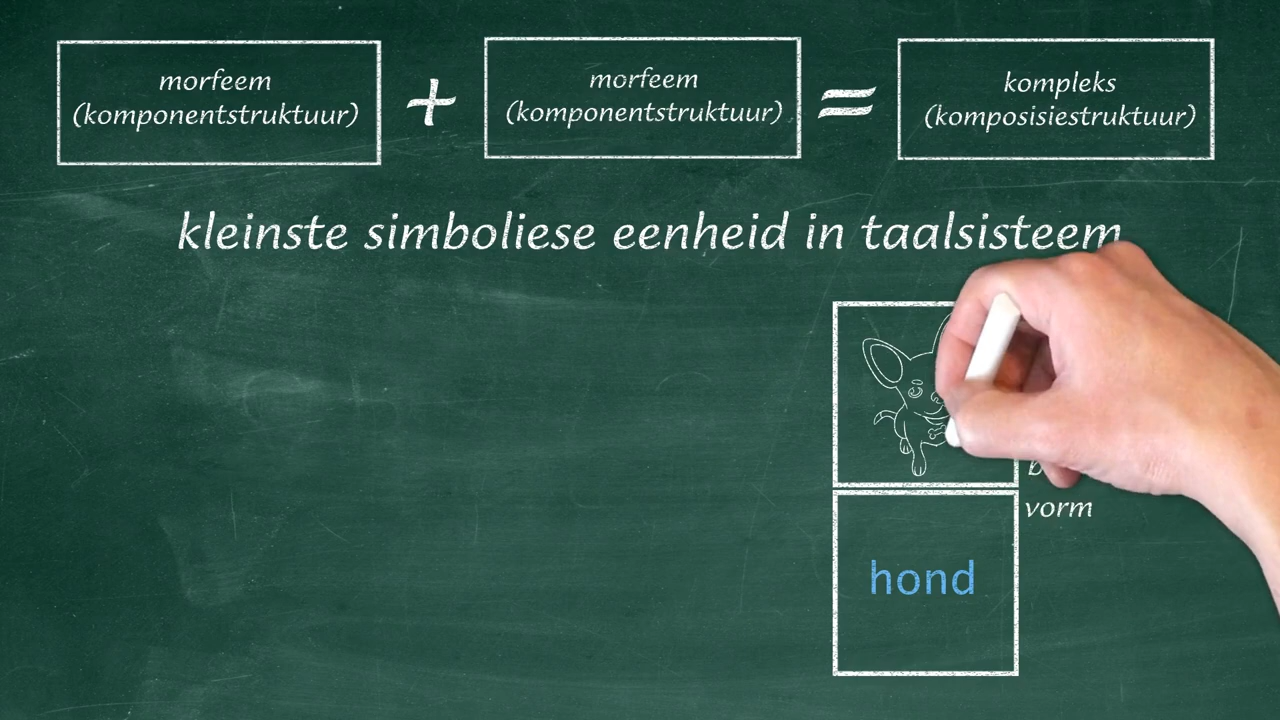 morfeem
(komponentstruktuur)
+
morfeem
(komponentstruktuur)
=
kompleks
(komposisiestruktuur)
kleinste simboliese eenheid in taalsisteem
vorm
hond